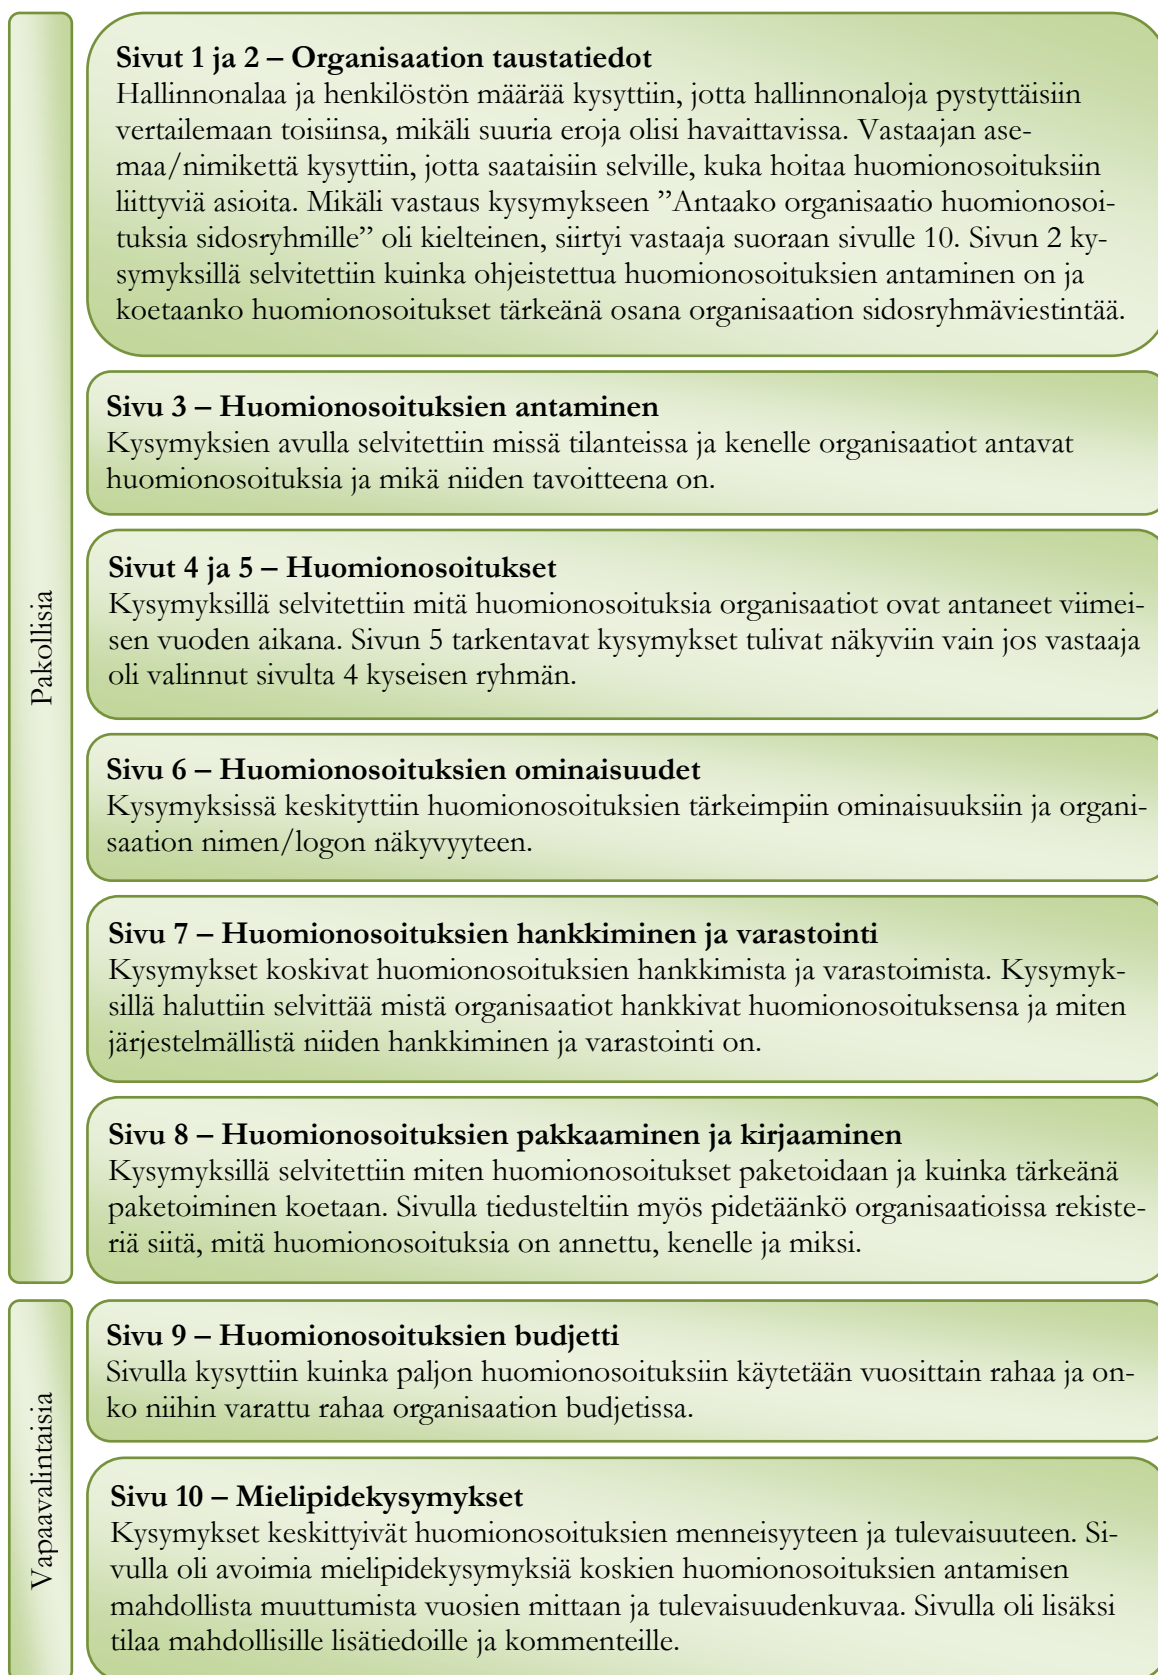 Pakollisia
Sivut 1 ja 2 – Organisaation taustatiedot
Hallinnonalaa ja henkilöstön määrää kysyttiin, jotta hallinnonaloja pystyttäisiin
vertailemaan toisiinsa, mikäli suuria eroja olisi havaittavissa. Vastaajan ase-
maa/nimikettä kysyttiin, jotta saataisiin selville, kuka hoitaa huomionosoituksiin
liittyviä asioita. Mikäli vastaus kysymykseen ”Antaako organisaatio huomionosoi-
tuksia sidosryhmille” oli kielteinen, siirtyi vastaaja suoraan sivulle 10. Sivun 2 ky-
symyksillä selvitettiin kuinka ohjeistettua huomionosoituksien antaminen on ja
koetaanko huomionosoitukset tärkeänä osana organisaation sidosryhmäviestintää.
Sivu 3 – Huomionosoituksien antaminen
Kysymyksien avulla selvitettiin missä tilanteissa ja kenelle organisaatiot antavat
huomionosoituksia ja mikä niiden tavoitteena on.
Sivut 4 ja 5 – Huomionosoitukset
Kysymyksillä selvitettiin mitä huomionosoituksia organisaatiot ovat antaneet viimei-
sen vuoden aikana. Sivun 5 tarkentavat kysymykset tulivat näkyviin vain jos vastaaja
oli valinnut sivulta 4 kyseisen ryhmän.
Sivu 6 – Huomionosoituksien ominaisuudet
Kysymyksissä keskityttiin huomionosoituksien tärkeimpiin ominaisuuksiin ja organi-
saation nimen/logon näkyvyyteen.
Sivu 7 – Huomionosoituksien hankkiminen ja varastointi
Kysymykset koskivat huomionosoituksien hankkimista ja varastoimista. Kysymyk-
sillä haluttiin selvittää mistä organisaatiot hankkivat huomionosoituksensa ja miten
järjestelmällistä niiden hankkiminen ja varastointi on.
Sivu 8 – Huomionosoituksien pakkaaminen ja kirjaaminen
Kysymyksillä selvitettiin miten huomionosoitukset paketoidaan ja kuinka tärkeänä
paketoiminen koetaan. Sivulla tiedusteltiin myös pidetäänkö organisaatioissa rekiste-
riä siitä, mitä huomionosoituksia on annettu, kenelle ja miksi.
Vapaavalintaisia
Sivu 9 – Huomionosoituksien budjetti
Sivulla kysyttiin kuinka paljon huomionosoituksiin käytetään vuosittain rahaa ja on-
ko niihin varattu rahaa organisaation budjetissa.
Sivu 10 – Mielipidekysymykset
Kysymykset keskittyivät huomionosoituksien menneisyyteen ja tulevaisuuteen. Si-
vulla oli avoimia mielipidekysymyksiä koskien huomionosoituksien antamisen
mahdollista muuttumista vuosien mittaan ja tulevaisuudenkuvaa. Sivulla oli lisäksi
tilaa mahdollisille lisätiedoille ja kommenteille.